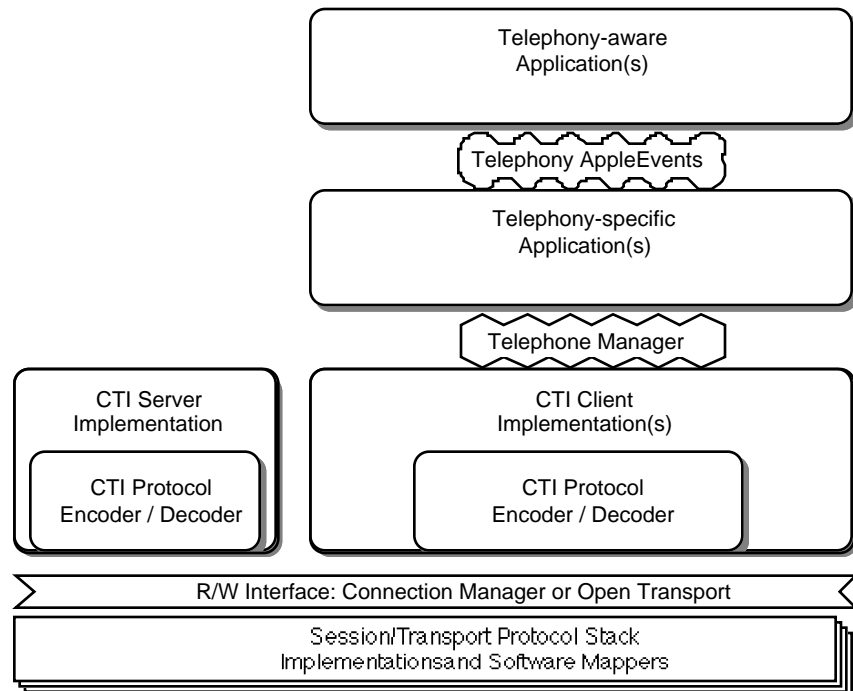 Telephony-aware
Application(s)
Telephony AppleEvents
Telephony-specific
Application(s)
Telephone Manager
CTI Server
Implementation
CTI Protocol
Encoder / Decoder
CTI Client
Implementation(s)
CTI Protocol
Encoder / Decoder
R/W Interface: Connection Manager or Open Transport
Session/Transport Protocol Stack
Implementationsand Software Mappers